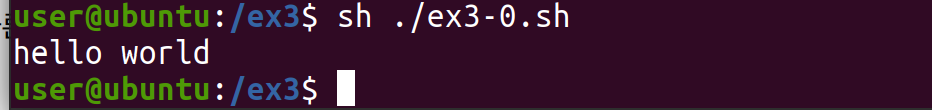 user@ubuntu:/ex3$ sh ./ex3-0.sh
hello world
user@ubuntu:/ex3$